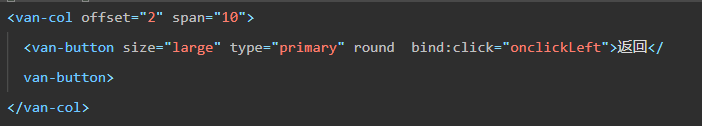 <van-col offset="2" span="10">
<van-button size="large" type="primary" round  bind:click="onclickLeft">返回</
van-button>
</van-col>